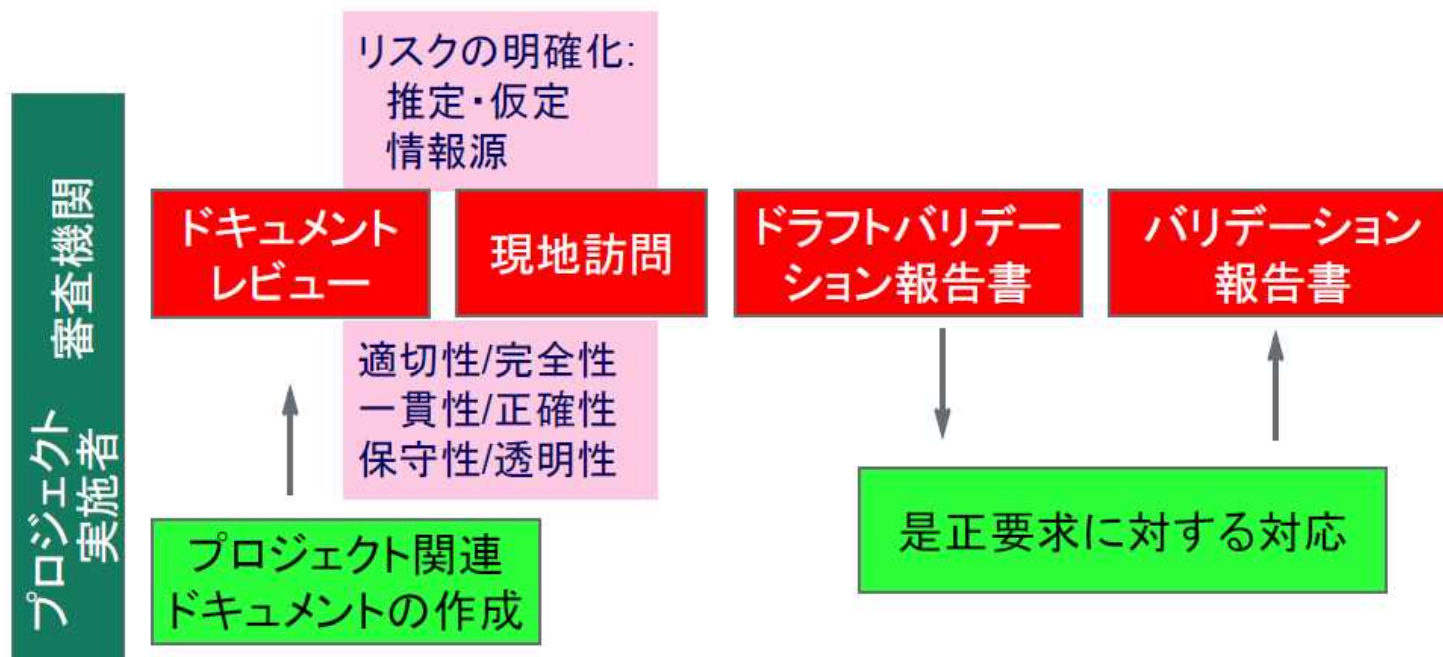 リスクの明確化:
推定・仮定
情報源
審査機関
ドキュメント
レビュー
現地訪問
ドラフトバリデー
ション報告書
バリデーション
報告書
適切性/完全性
一貫性/正確性
保守性/透明性
プロジェクト
実施者
プロジェクト関連
ドキュメントの作成
是正要求に対する対応